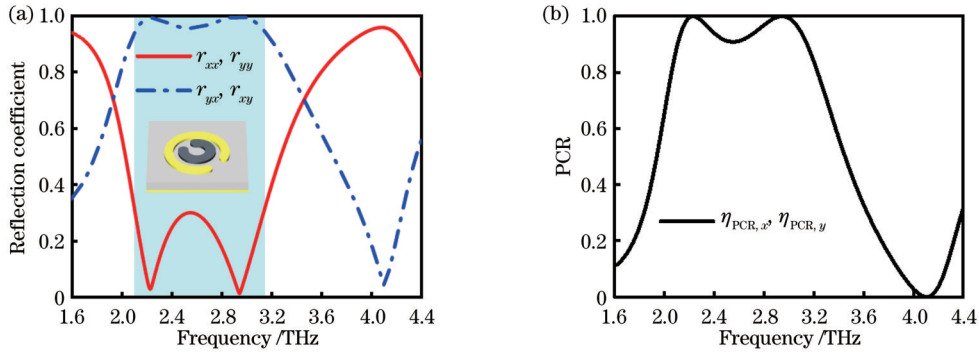 (a)
Reflection coefficient
1.0
0.8
0.6
0.4
0.2
0
r_xx, r_yy
r_yx, r_xy
1.6 2.0 2.4 2.8 3.2 3.6 4.0 4.4
Frequency /THz
(b)
PCR
1.0
0.8
0.6
0.4
0.2
0
η_PCR, x, η_PCR, y
1.6 2.0 2.4 2.8 3.2 3.6 4.0 4.4
Frequency /THz